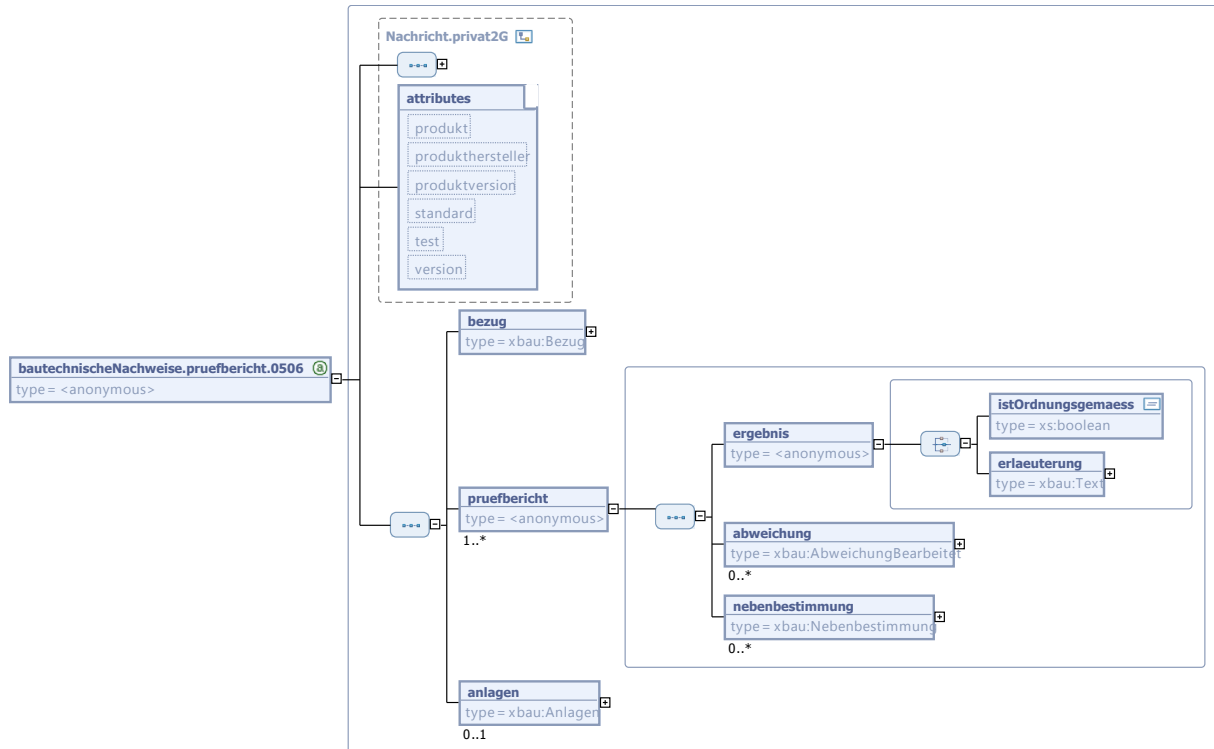 Nachricht.privat2G
attributes
produkt
produkthersteller
produktversion
standard
test
version
bautechnischeNachweise.pruefbericht.0506 a
type = <anonymous>
bezug
type = xbau:Bezug
pruefbericht
type = <anonymous>
1..*
ergebnis
type = <anonymous>
istOrdnungsgemaess
type = xs:boolean
erlaeuterung
type = xbau:Text
abweichung
type = xbau:AbweichungBearbeitet
0..*
nebenbestimmung
type = xbau:Nebenbestimmung
0..*
anlagen
type = xbau:Anlagen
0..1